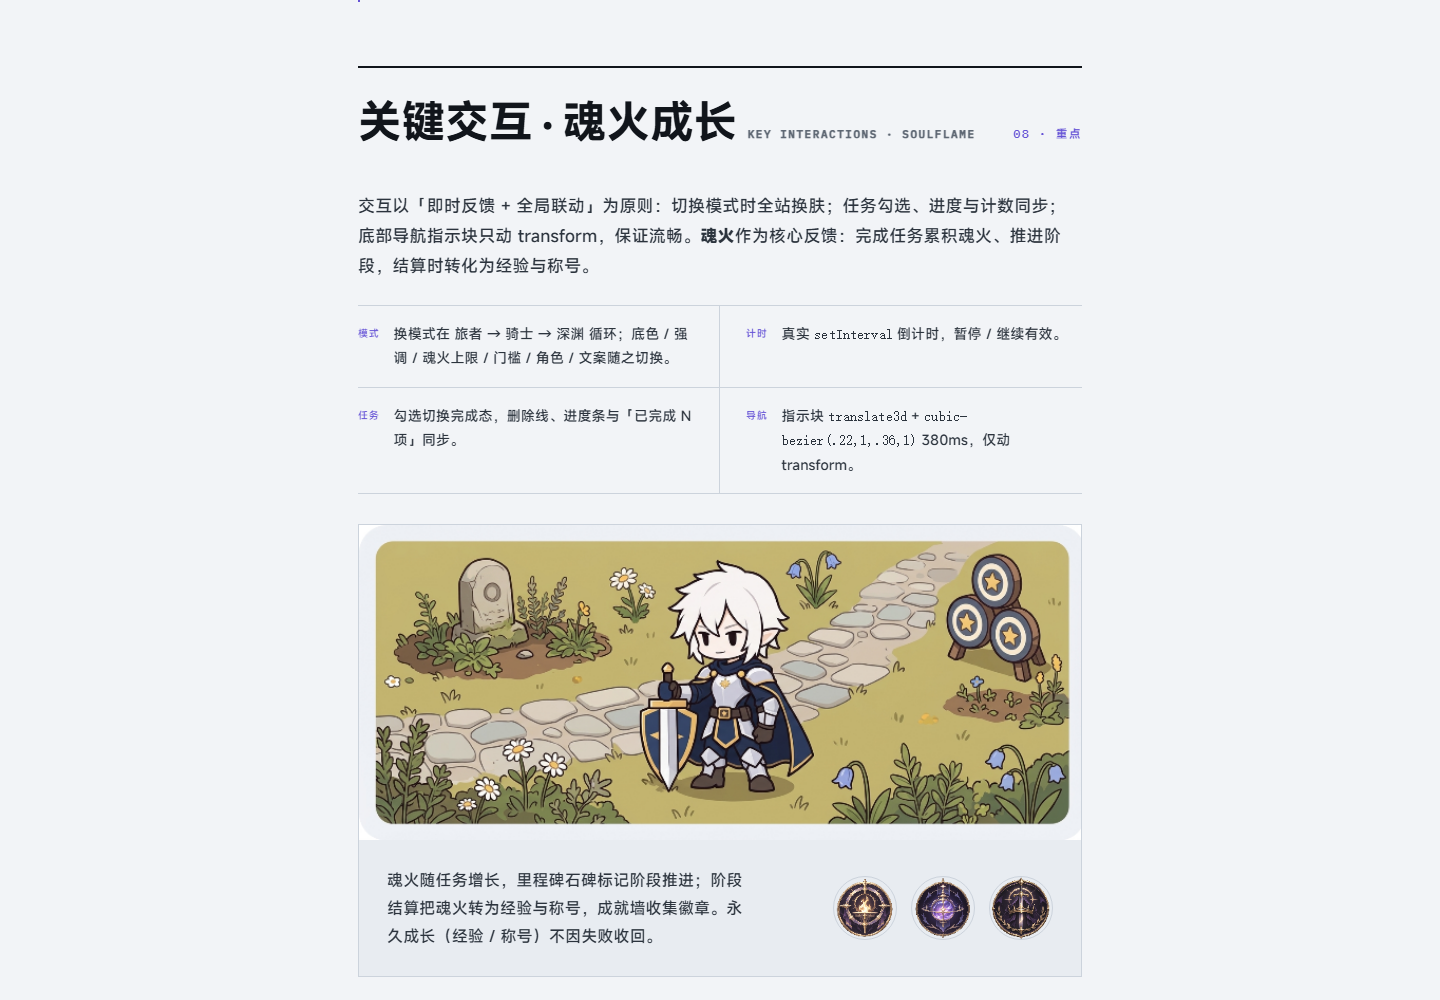 关键交互 · 魂火成长 KEY INTERACTIONS · SOULFLAME 08 · 重点
交互以「即时反馈 + 全局联动」为原则：切换模式时全站换肤；任务勾选、进度与计数同步；
底部导航指示块只动 transform，保证流畅。魂火作为核心反馈：完成任务累积魂火、推进阶
段，结算时转化为经验与称号。
模式 换模式在 旅者 → 骑士 → 深渊 循环；底色 / 强
调 / 魂火上限 / 门槛 / 角色 / 文案随之切换。
计时 真实 setInterval 倒计时，暂停 / 继续有效。
任务 勾选切换完成态，删除线、进度条与「已完成 N
项」同步。
导航 指示块 translate3d + cubic-
bezier(.22,1,.36,1) 380ms，仅动
transform。
魂火随任务增长，里程碑石碑标记阶段推进；阶段
结算把魂火转为经验与称号，成就墙收集徽章。永
久成长（经验 / 称号）不因失败收回。